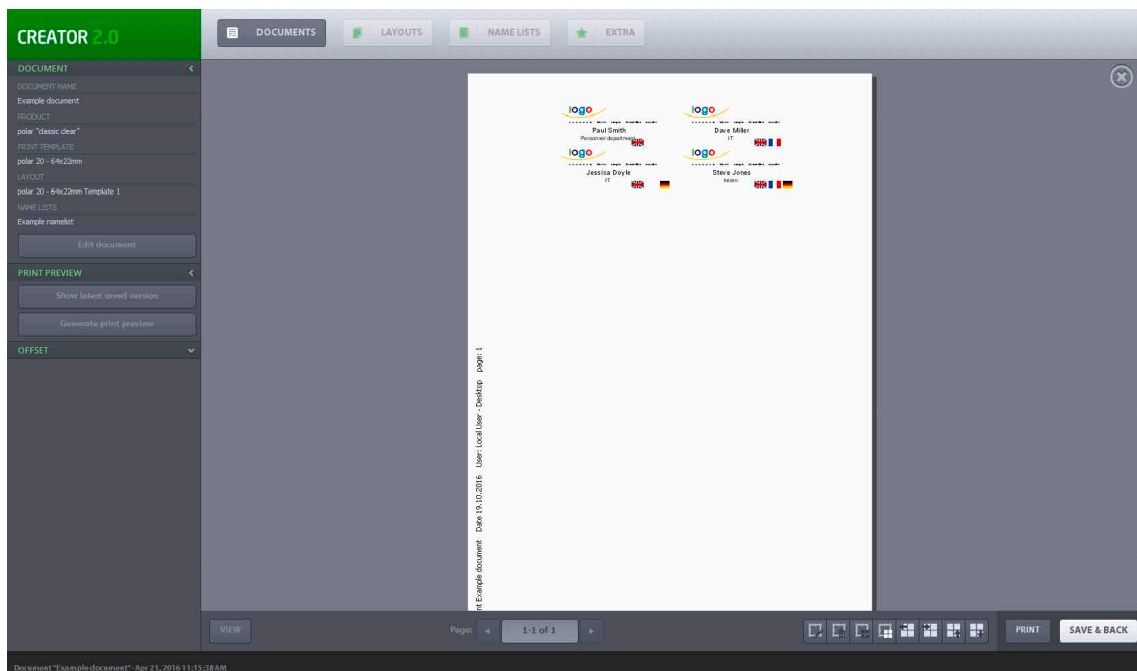 CREATOR 2.0
DOCUMENTS
LAYOUTS
NAME LISTS
EXTRA
DOCUMENT
DOCUMENT NAME
Example document
PRODUCT
polar "classic clear"
PRINT TEMPLATE
polar 20 - 64x22mm
LAYOUT
polar 20 - 64x22mm Template 1
NAME LISTS
Example namelist
Edit document
PRINT PREVIEW
Show latest saved version
Generate print preview
OFFSET
logo
Paul Smith
Personnel department
logo
Dave Miller
IT
logo
Jessica Doyle
IT
logo
Steve Jones
Intern
nt Example document Date 19.10.2016 User: Local User - Desktop page: 1
VIEW
Page:
1-1 of 1
PRINT
SAVE & BACK
Document "Example document" - Apr 21, 2016 11:15:38 AM